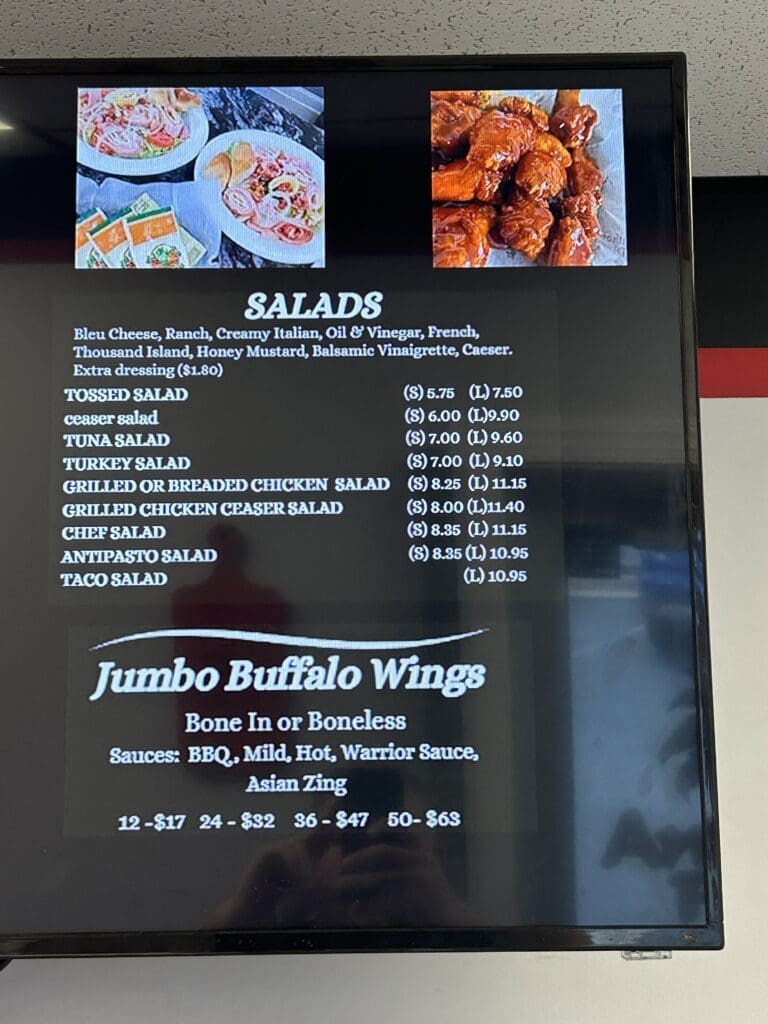 SALADS
Bleu Cheese, Ranch, Creamy Italian, Oil & Vinegar, French,
Thousand Island, Honey Mustard, Balsamic Vinaigrette, Caeser.
Extra dressing ($1.80)
TOSSED SALAD (S) 5.75 (L) 7.50
ceaser salad (S) 6.00 (L)9.90
TUNA SALAD (S) 7.00 (L) 9.60
TURKEY SALAD (S) 7.00 (L) 9.10
GRILLED OR BREADED CHICKEN SALAD (S) 8.25 (L) 11.15
GRILLED CHICKEN CEASER SALAD (S) 8.00 (L)11.40
CHEF SALAD (S) 8.35 (L) 11.15
ANTIPASTO SALAD (S) 8.35 (L) 10.95
TACO SALAD (L) 10.95
Jumbo Buffalo Wings
Bone In or Boneless
Sauces: BBQ,, Mild, Hot, Warrior Sauce,
Asian Zing
12 -$17 24 - $32 36 - $47 50- $63